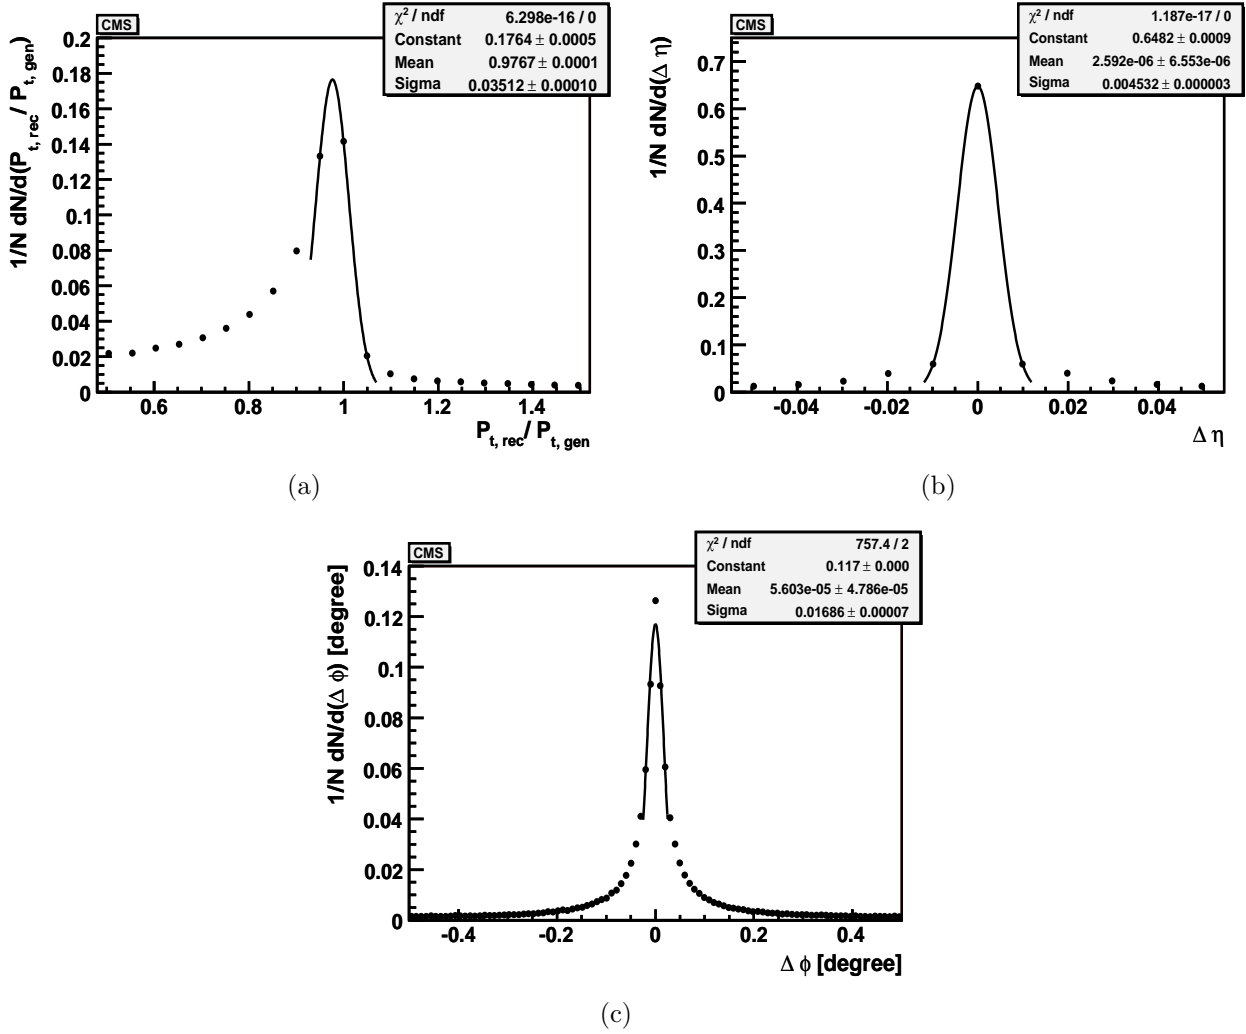 CMS
χ² / ndf 6.298e-16 / 0
Constant 0.1764 ± 0.0005
Mean 0.9767 ± 0.0001
Sigma 0.03512 ± 0.00010
1/N dN/d(P_t, rec / P_t, gen)
0.2
0.18
0.16
0.14
0.12
0.1
0.08
0.06
0.04
0.02
0
0.6 0.8 1 1.2 1.4
P_t, rec / P_t, gen
(a)
CMS
χ² / ndf 1.187e-17 / 0
Constant 0.6482 ± 0.0009
Mean 2.592e-06 ± 6.553e-06
Sigma 0.004532 ± 0.000003
1/N dN/d(Δ η)
0.7
0.6
0.5
0.4
0.3
0.2
0.1
0
-0.04 -0.02 0 0.02 0.04
Δ η
(b)
CMS
χ² / ndf 757.4 / 2
Constant 0.117 ± 0.000
Mean 5.603e-05 ± 4.786e-05
Sigma 0.01686 ± 0.00007
1/N dN/d(Δ ϕ) [degree]
0.14
0.12
0.1
0.08
0.06
0.04
0.02
0
-0.4 -0.2 0 0.2 0.4
Δ ϕ [degree]
(c)